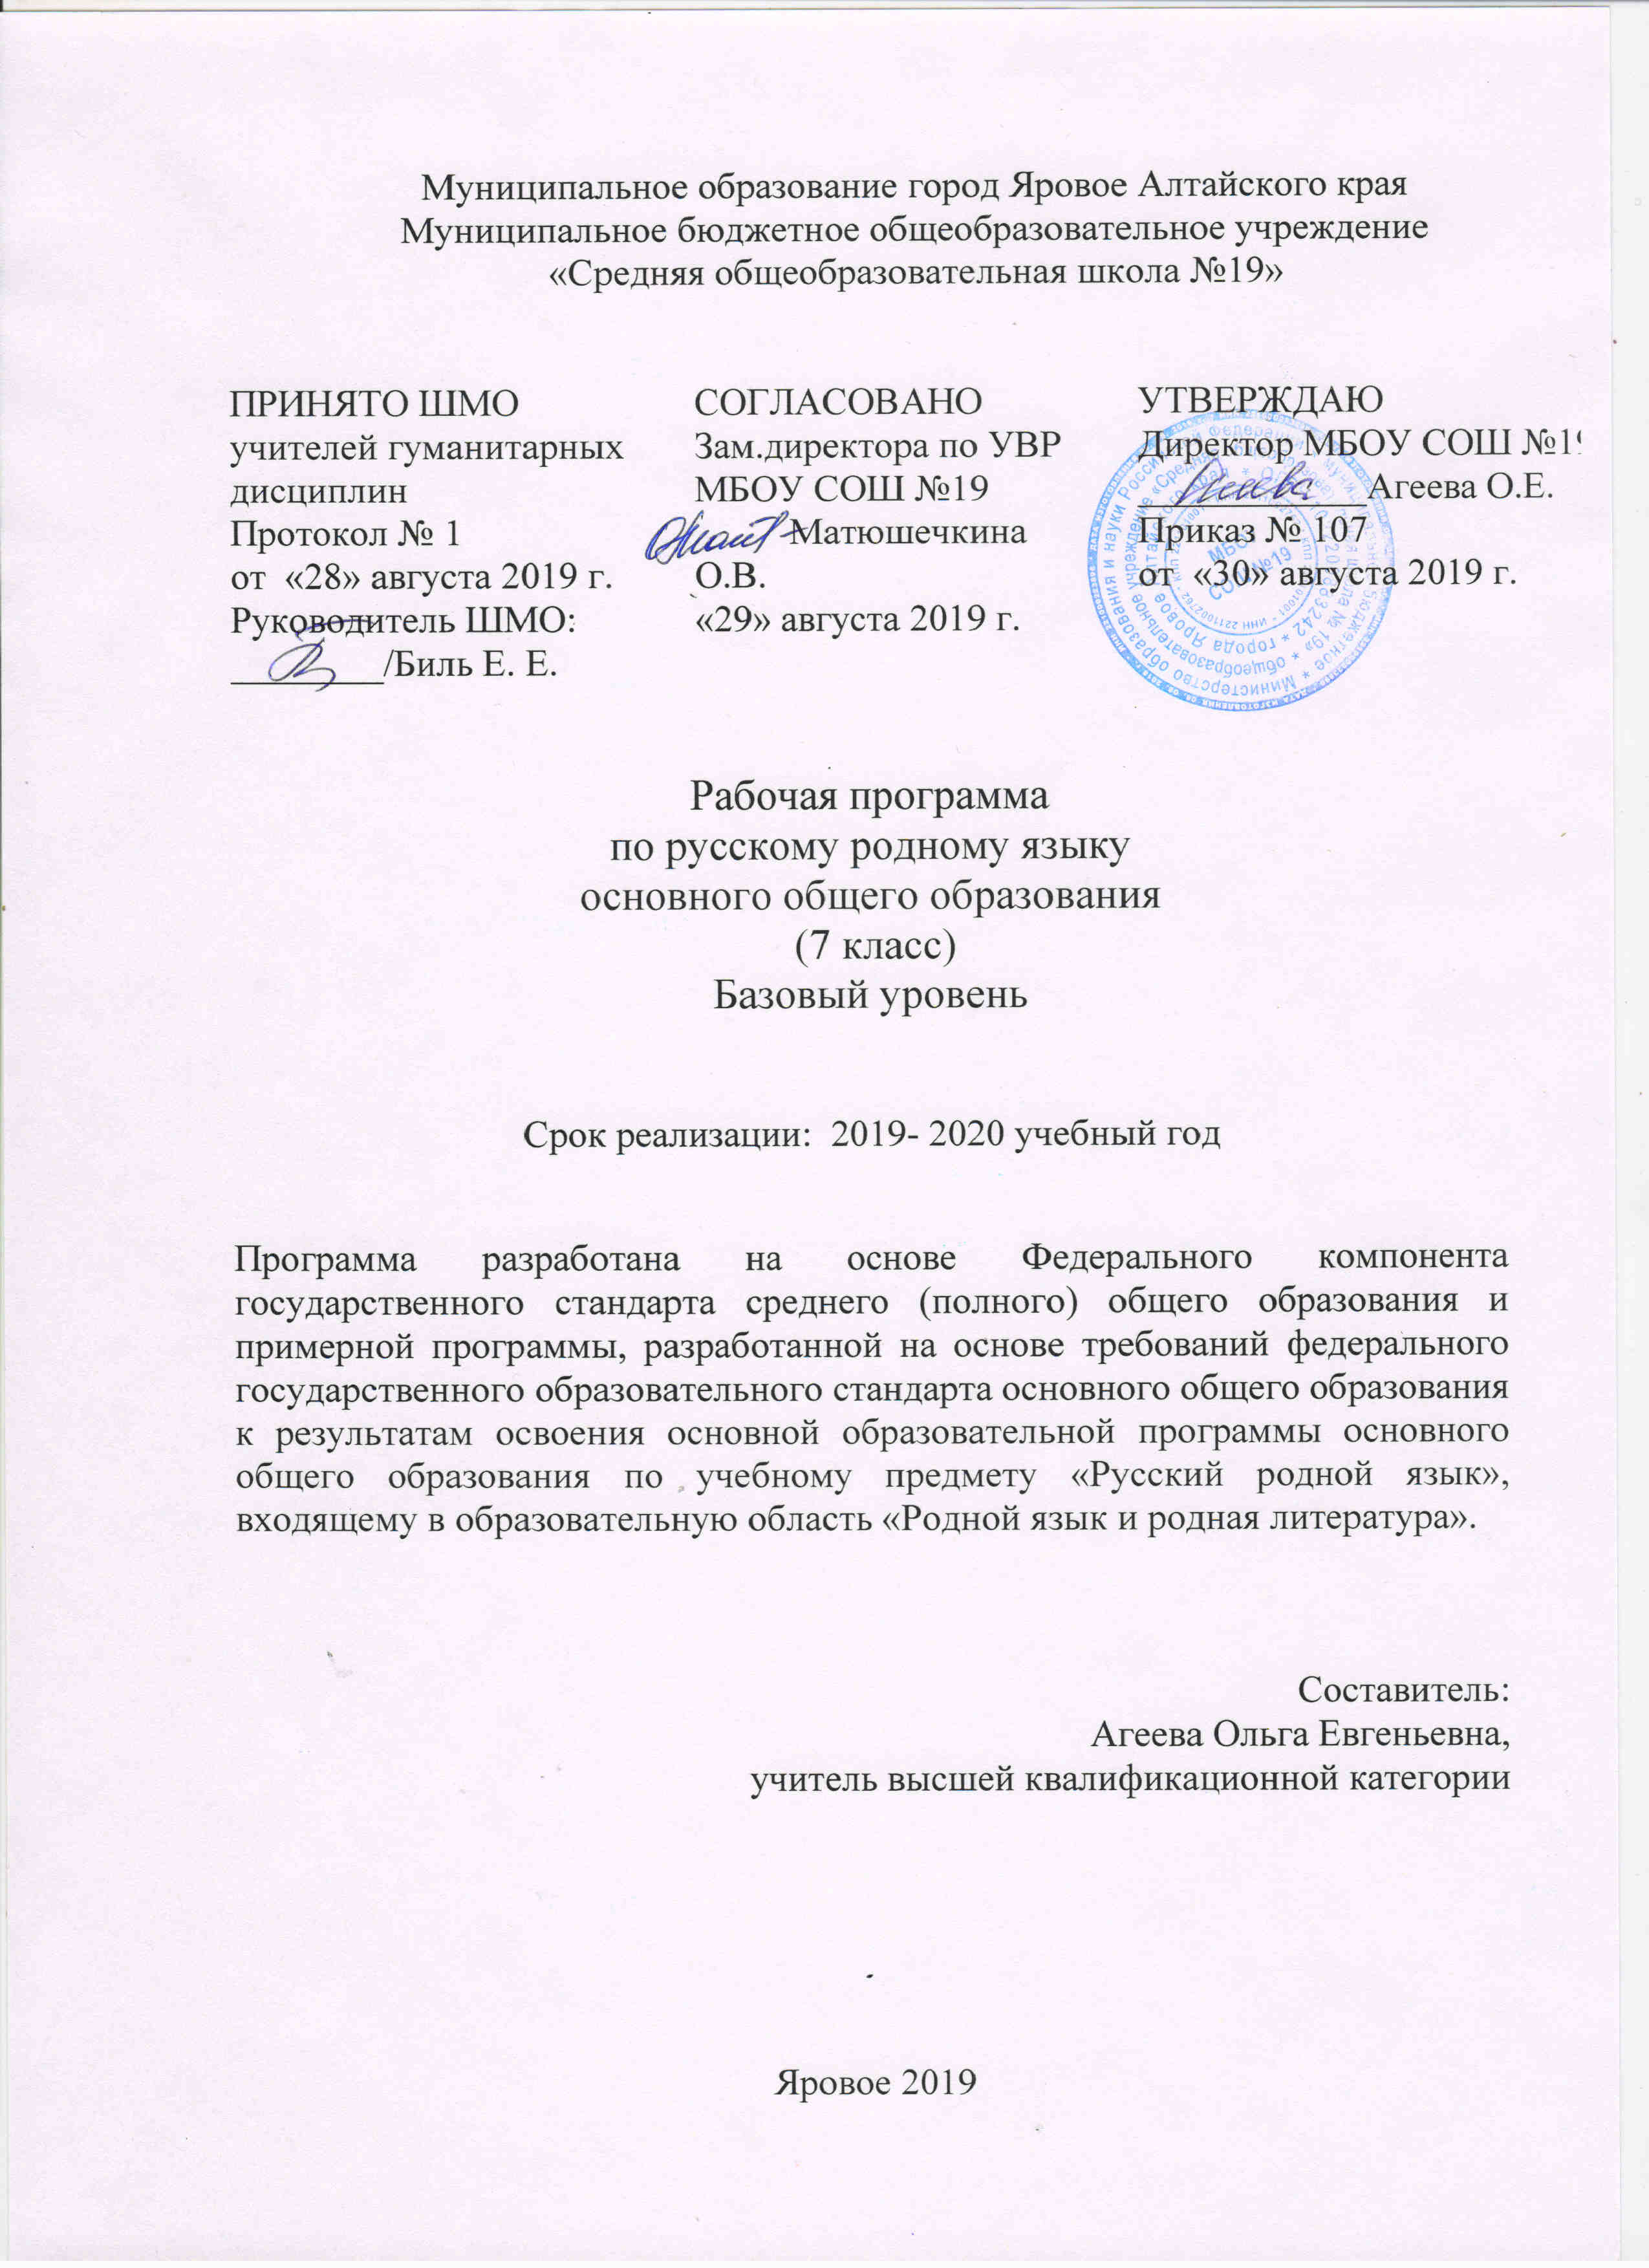 Муниципальное образование город Яровое Алтайского края
Муниципальное бюджетное общеобразовательное учреждение
«Средняя общеобразовательная школа №19»
ПРИНЯТО ШМО
учителей гуманитарных
дисциплин
Протокол № 1
от «28» августа 2019 г.
Руководитель ШМО:
/Биль Е. Е.
СОГЛАСОВАНО
Зам.директора по УВР
МБОУ СОШ №19
Матюшечкина
О.В.
«29» августа 2019 г.
УТВЕРЖДАЮ
Директор МБОУ СОШ №19
Агеева О.Е.
Приказ № 107
от «30» августа 2019 г.
МБОУ
СОШ №19
Рабочая программа
по русскому родному языку
основного общего образования
(7 класс)
Базовый уровень
Срок реализации: 2019- 2020 учебный год
Программа разработана на основе Федерального компонента
государственного стандарта среднего (полного) общего образования и
примерной программы, разработанной на основе требований федерального
государственного образовательного стандарта основного общего образования
к результатам освоения основной образовательной программы основного
общего образования по учебному предмету «Русский родной язык»,
входящему в образовательную область «Родной язык и родная литература».
Составитель:
Агеева Ольга Евгеньевна,
учитель высшей квалификационной категории
Яровое 2019